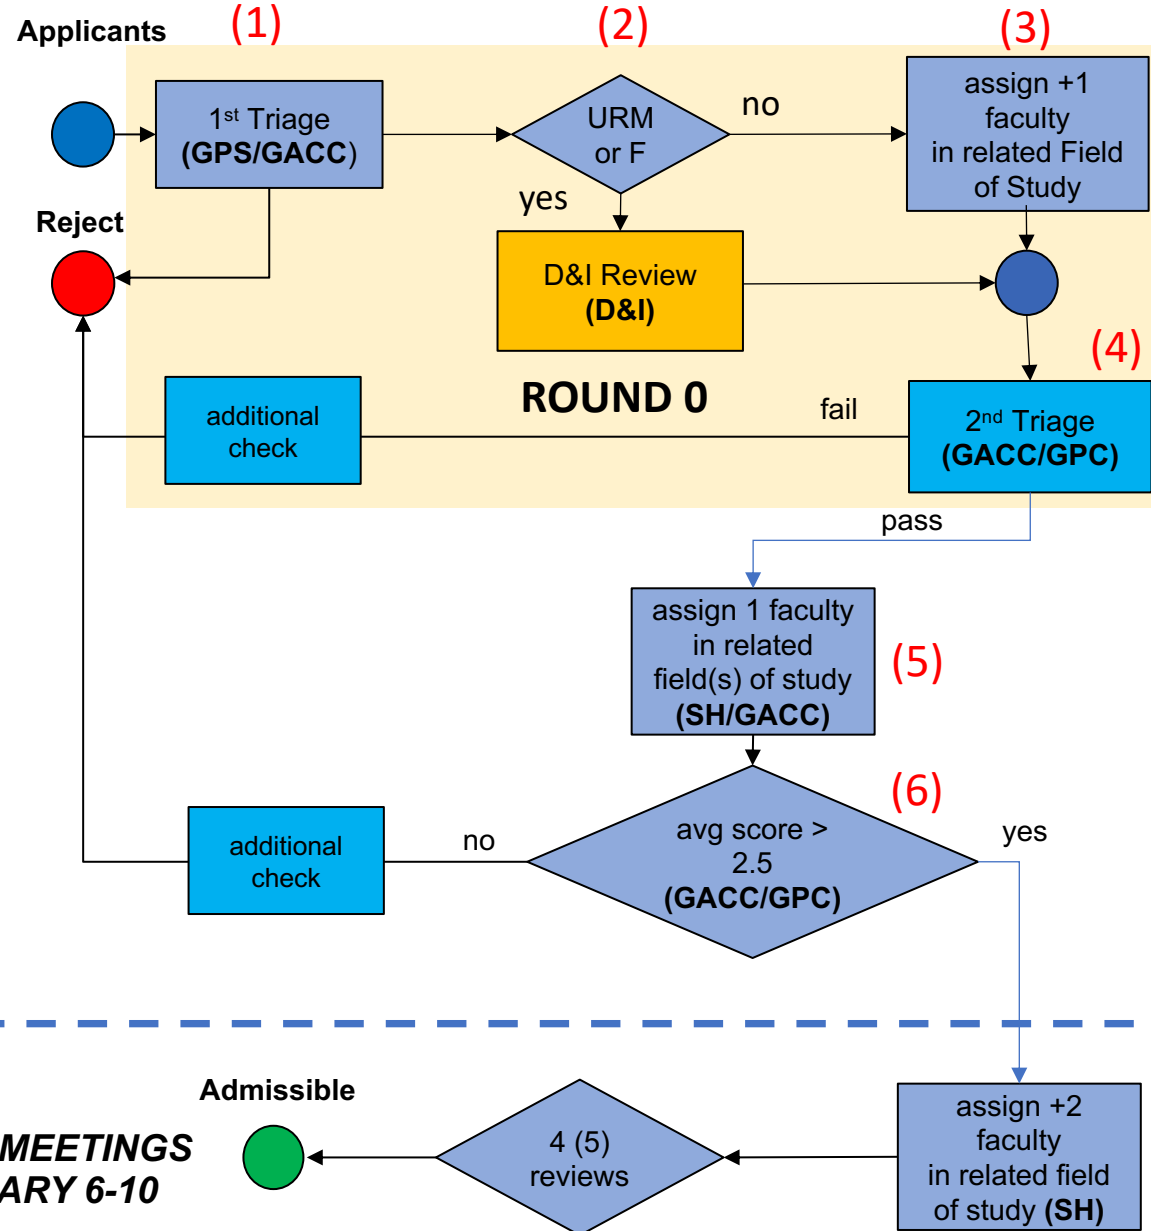 Applicants
(1)
(2)
(3)
1st Triage
(GPS/GACC)
URM
or F
no
yes
assign +1
faculty
in related Field
of Study
Reject
D&I Review
(D&I)
(4)
ROUND 0
additional
check
fail
2nd Triage
(GACC/GPC)
pass
assign 1 faculty
in related
field(s) of study
(SH/GACC)
(5)
(6)
avg score >
2.5
(GACC/GPC)
no
yes
additional
check
Admissible
MEETINGS
ARY 6-10
4 (5)
reviews
assign +2
faculty
in related field
of study (SH)